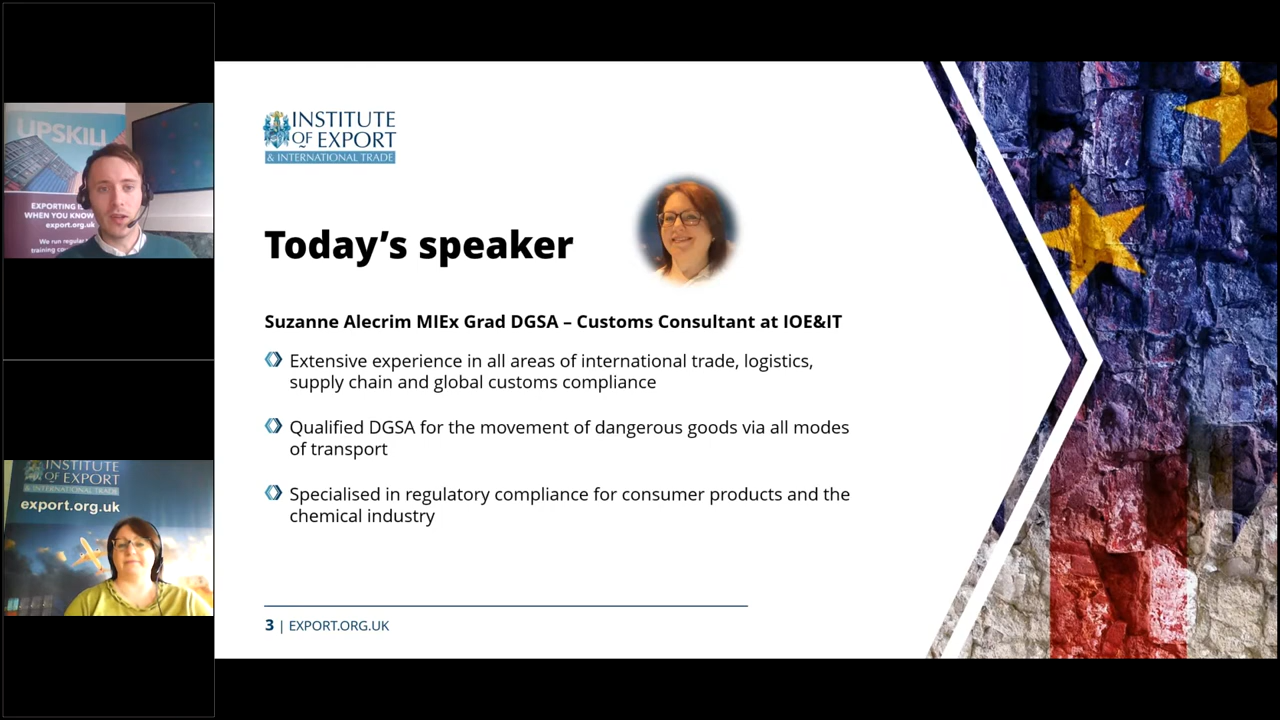 UPSKILL
EXPORTING
WHEN YOU KNOW
export.org.uk
We run regular
training
INSTITUTE
OF EXPORT
& INTERNATIONAL TRADE
export.org.uk
INSTITUTE
OF EXPORT
& INTERNATIONAL TRADE
Today’s speaker
Suzanne Alecrim MIEx Grad DGSA – Customs Consultant at IOE&IT
Extensive experience in all areas of international trade, logistics,
supply chain and global customs compliance
Qualified DGSA for the movement of dangerous goods via all modes
of transport
Specialised in regulatory compliance for consumer products and the
chemical industry
3 | EXPORT.ORG.UK